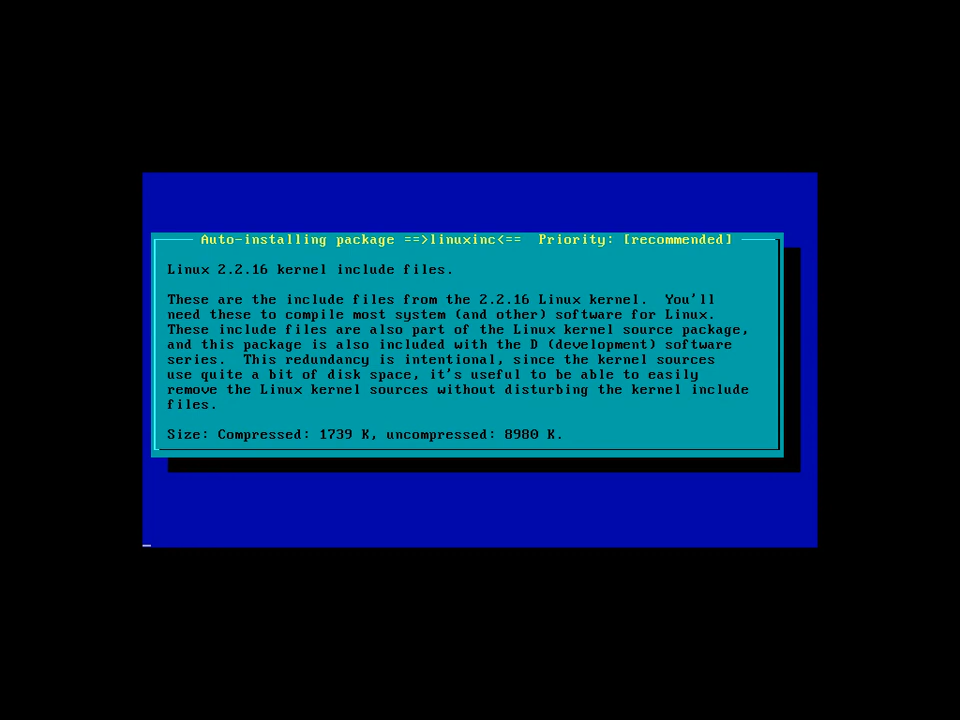 Auto-installing package ==>linuxinc<==  Priority: [recommended]
Linux 2.2.16 kernel include files.
These are the include files from the 2.2.16 Linux kernel.  You'll
need these to compile most system (and other) software for Linux.
These include files are also part of the Linux kernel source package,
and this package is also included with the D (development) software
series.  This redundancy is intentional, since the kernel sources
use quite a bit of disk space, it's useful to be able to easily
remove the Linux kernel sources without disturbing the kernel include
files.
Size: Compressed: 1739 K, uncompressed: 8980 K.